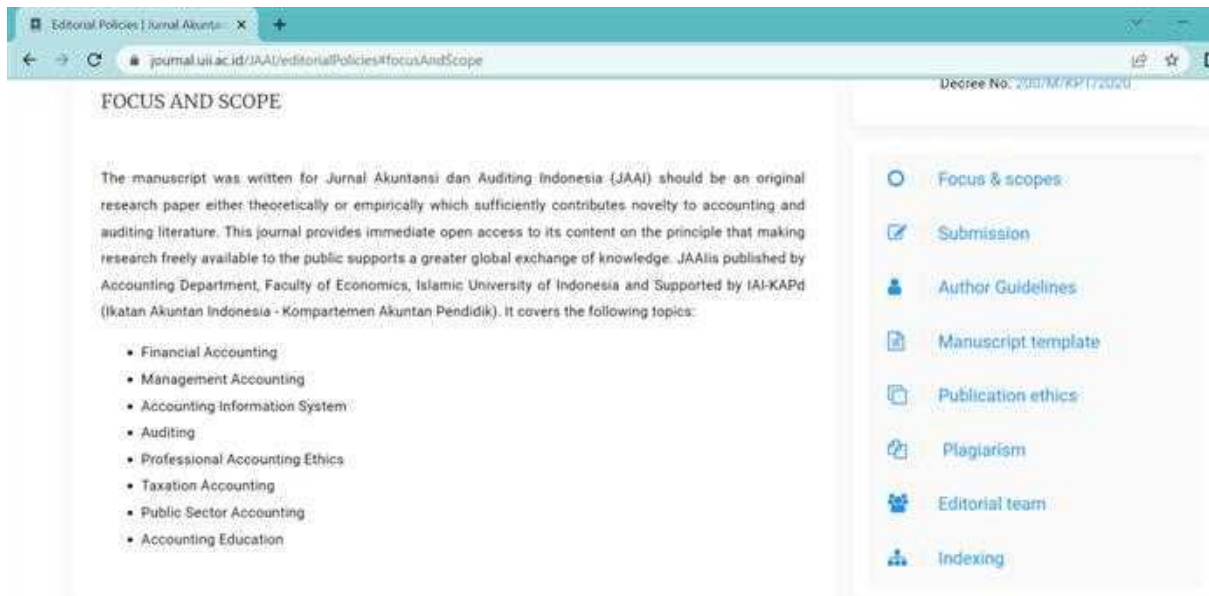 Editorial Policies | Jurnal Akunta
journal.uii.ac.id/JAAI/editorialPolicies#focusAndScope
Decree No. 200/M/KPT/2020
FOCUS AND SCOPE
The manuscript was written for Jurnal Akuntansi dan Auditing Indonesia (JAAI) should be an original
research paper either theoretically or empirically which sufficiently contributes novelty to accounting and
auditing literature. This journal provides immediate open access to its content on the principle that making
research freely available to the public supports a greater global exchange of knowledge. JAAIis published by
Accounting Department, Faculty of Economics, Islamic University of Indonesia and Supported by IAI-KAPd
(Ikatan Akuntan Indonesia - Kompartemen Akuntan Pendidik). It covers the following topics:
• Financial Accounting
• Management Accounting
• Accounting Information System
• Auditing
• Professional Accounting Ethics
• Taxation Accounting
• Public Sector Accounting
• Accounting Education
Focus & scopes
Submission
Author Guidelines
Manuscript template
Publication ethics
Plagiarism
Editorial team
Indexing